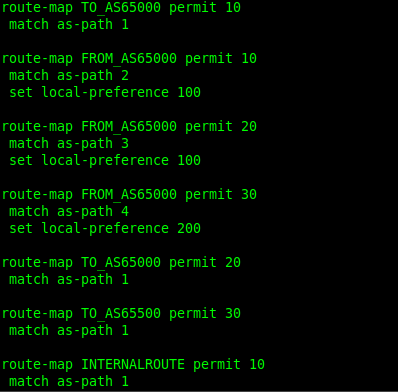 route-map TO_AS65000 permit 10
 match as-path 1
route-map FROM_AS65000 permit 10
 match as-path 2
 set local-preference 100
route-map FROM_AS65000 permit 20
 match as-path 3
 set local-preference 100
route-map FROM_AS65000 permit 30
 match as-path 4
 set local-preference 200
route-map TO_AS65000 permit 20
 match as-path 1
route-map TO_AS65500 permit 30
 match as-path 1
route-map INTERNALROUTE permit 10
 match as-path 1